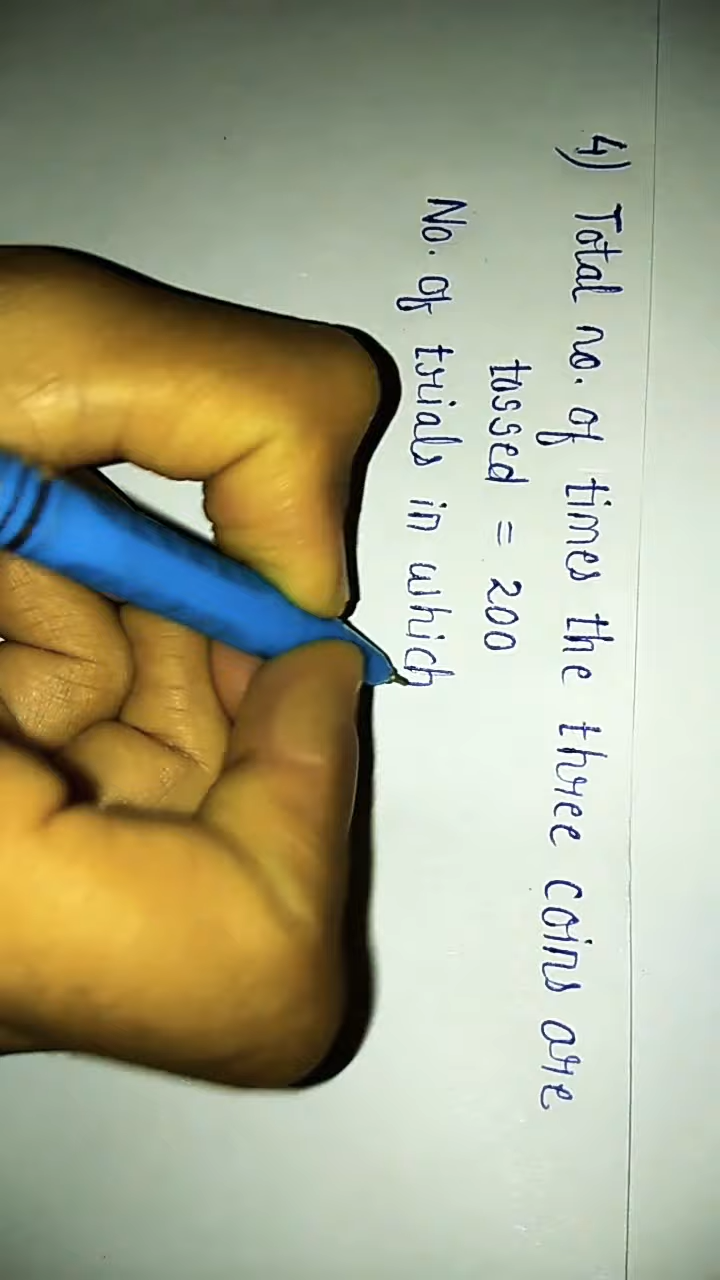 4) Total no. of times the three coins are
tossed = 200
No. of trials in which